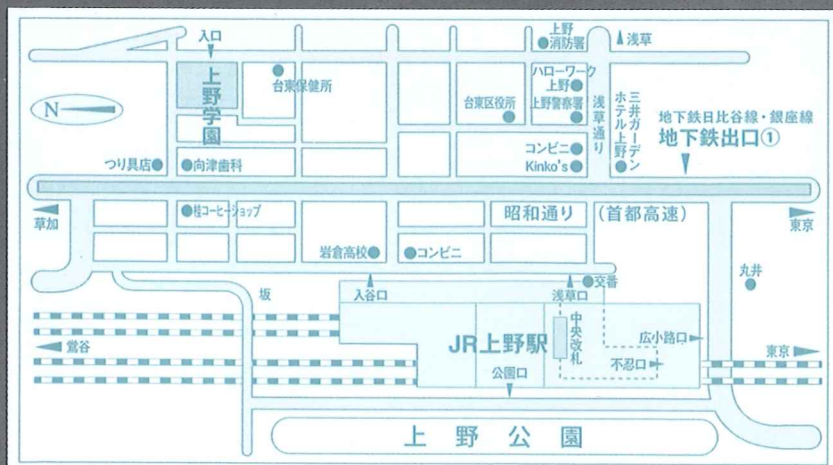 入口
上野
消防署
浅草
上野学園
台東保健所
ハローワーク
上野
台東区役所
上野警察署
浅草通り
三井ガーデン
ホテル上野
地下鉄日比谷線・銀座線
地下鉄出口①
N
つり具店
向津歯科
コンビニ
Kinko's
草加
桂コーヒーショップ
昭和通り
(首都高速)
東京
岩倉高校
コンビニ
丸井
坂
入谷口
浅草口
交番
中央改札
広小路口
鶯谷
JR上野駅
東京
公園口
不忍口
上野公園